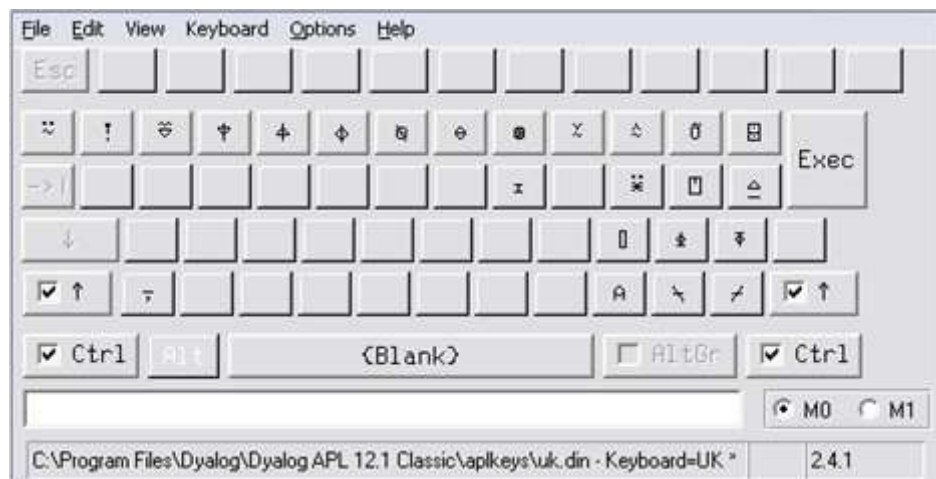 File Edit View Keyboard Options Help
Esc
! ⍫ ⌽ ⍉ ⊖ ⍟ ⍱ ⍲ ⌹
->| ⌶ ⍣ ⍞ ⍙ Exec
↓ ⌷ ⍎ ⍕
↑ ⍪ ⍝ ⍀ ⌿ ↑
Ctrl Alt (Blank) AltGr Ctrl
M0 M1
C:\Program Files\Dyalog\Dyalog APL 12.1 Classic\aplkeys\uk.din - Keyboard=UK * 2.4.1